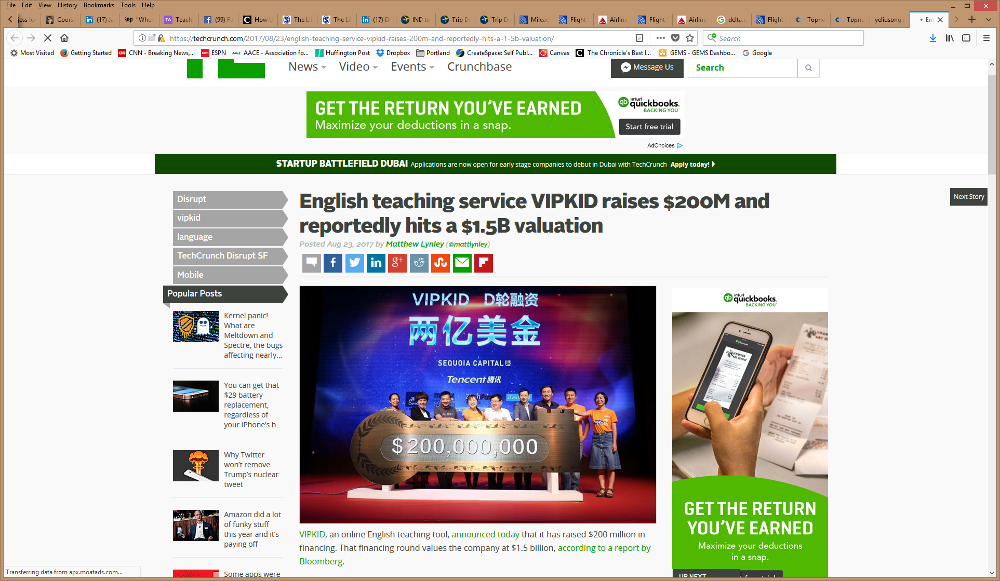 File Edit View History Bookmarks Tools Help
jess le
Course
(17) Ja
"Wher
Teach
(99) Fa
How U
The Li
The Li
(17) D
IND to
Trip De
Trip De
Mileag
Flight
Airline
Flight
Airline
delta.c
Flight
Topno
Topno
yeliusong.p
En
https://techcrunch.com/2017/08/23/english-teaching-service-vipkid-raises-200m-and-reportedly-hits-a-1-5b-valuation/
Search
Most Visited Getting Started CNN - Breaking News,... ESPN AACE - Association fo... Huffington Post Dropbox Portland CreateSpace: Self Publ... Canvas The Chronicle's Best I... GEMS - GEMS Dashbo... Google
News Video Events Crunchbase
Message Us
Search
GET THE RETURN YOU'VE EARNED
Maximize your deductions in a snap.
intuit
quickbooks.
BACKING YOU
Start free trial
AdChoices
STARTUP BATTLEFIELD DUBAI Applications are now open for early stage companies to debut in Dubai with TechCrunch Apply today!
Disrupt
vipkid
language
TechCrunch Disrupt SF
Mobile
Popular Posts
Kernel panic!
What are
Meltdown and
Spectre, the bugs
affecting nearly...
You can get that
$29 battery
replacement,
regardless of
your iPhone's h...
Why Twitter
won't remove
Trump's nuclear
tweet
Amazon did a lot
of funky stuff
this year and it's
paying off
Some apps were
English teaching service VIPKID raises $200M and
reportedly hits a $1.5B valuation
Posted Aug 23, 2017 by Matthew Lynley (@mattlynley)
Next Story
VIPKID D轮融资
两亿美金
SEQUOIA CAPITAL
Tencent 腾讯
$200,000,000
VIPKID, an online English teaching tool, announced today that it has raised $200 million in
financing. That financing round values the company at $1.5 billion, according to a report by
Bloomberg.
intuit
quickbooks.
BACKING YOU
quickbooks
GET THE RETURN
YOU'VE EARNED
Maximize your deductions
in a snap.
UP NEXT
Transferring data from apx.moatads.com...